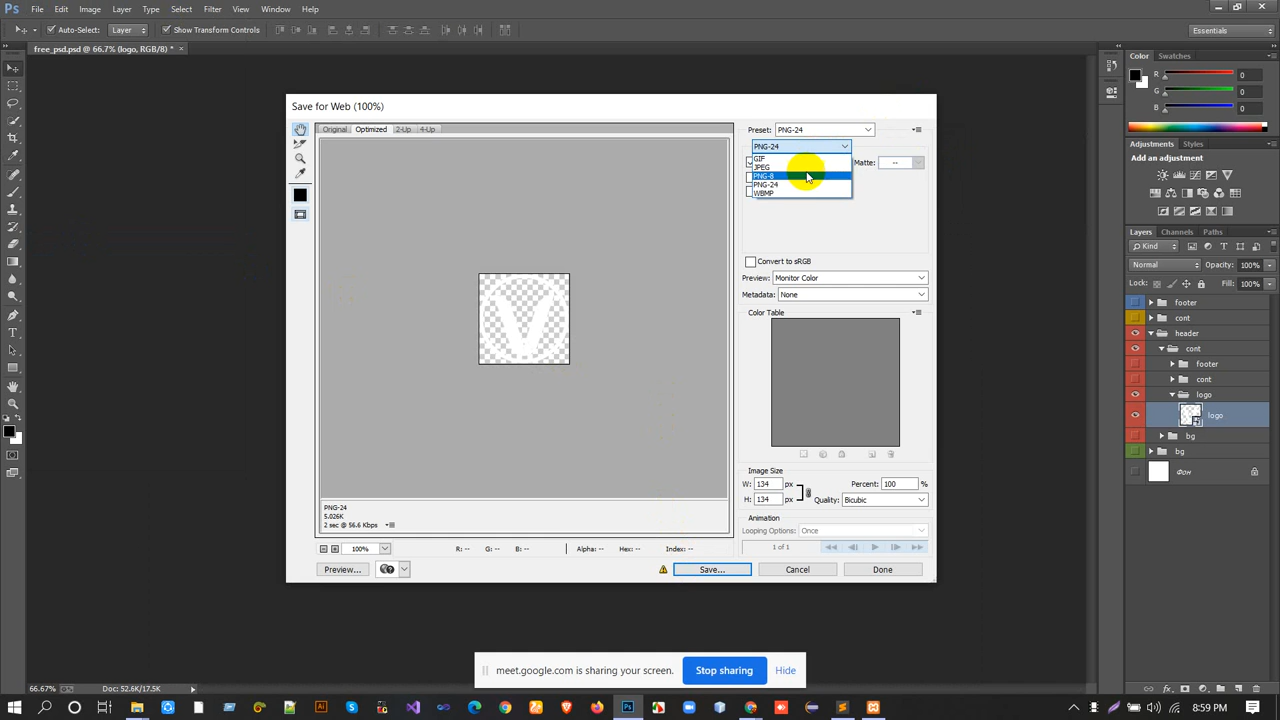 Ps File Edit Image Layer Type Select Filter View Window Help
Auto-Select: Layer Show Transform Controls Essentials
free_psd.psd @ 66.7% (logo, RGB/8) * ×
Save for Web (100%)
Original Optimized 2-Up 4-Up
Preset: PNG-24
PNG-24
GIF
JPEG
PNG-8
PNG-24
WBMP
Matte: --
Convert to sRGB
Preview: Monitor Color
Metadata: None
Color Table
Image Size
W: 134 px
H: 134 px
Percent: 100 %
Quality: Bicubic
Animation
Looping Options: Once
1 of 1
V
PNG-24
5.026K
2 sec @ 56.6 Kbps
100% R: -- G: -- B: -- Alpha: -- Hex: -- Index: --
Preview... Save... Cancel Done
Color Swatches
R 0
G 0
B 0
Adjustments Styles
Add an adjustment
Layers Channels Paths
Kind
Normal Opacity: 100%
Lock: Fill: 100%
footer
cont
header
cont
footer
cont
logo
logo
bg
bg
Фон
meet.google.com is sharing your screen. Stop sharing Hide
66.67% Doc: 52.6K/17.5K
Ai Ps
8:59 PM